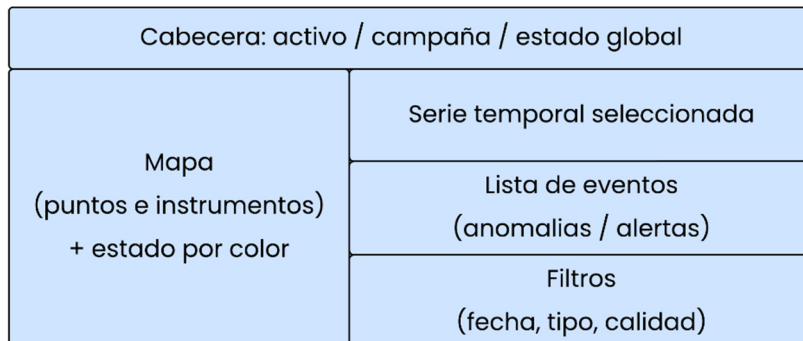 Cabecera: activo / campaña / estado global
Mapa
(puntos e instrumentos)
+ estado por color
Serie temporal seleccionada
Lista de eventos
(anomalias / alertas)
Filtros
(fecha, tipo, calidad)